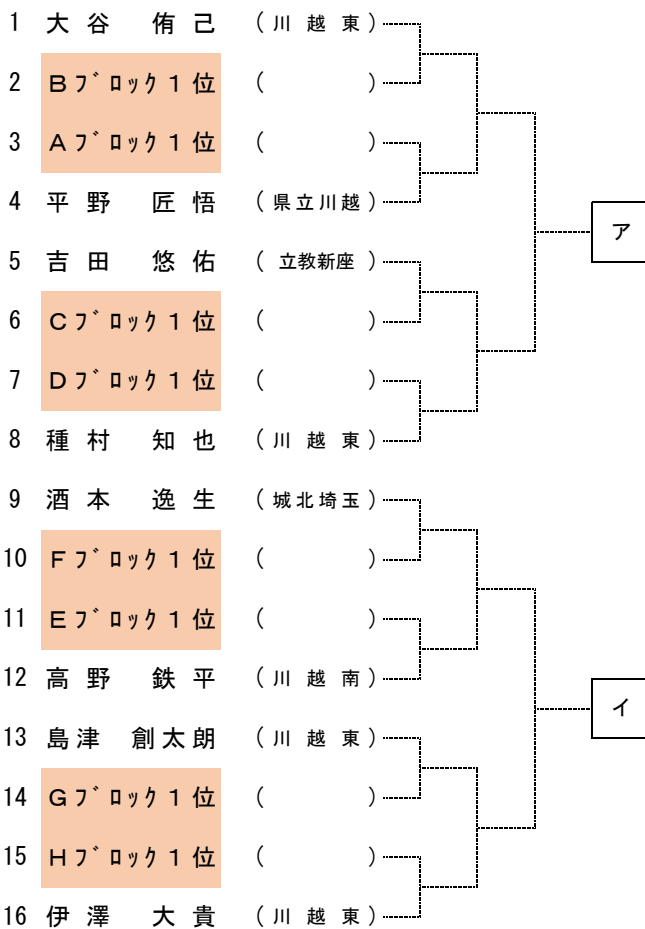 1 大谷 侑己 (川越東)
2 Bブロック1位 ( )
3 Aブロック1位 ( )
4 平野 匠悟 (県立川越)
ア
5 吉田 悠佑 (立教新座)
6 Cブロック1位 ( )
7 Dブロック1位 ( )
8 種村 知也 (川越東)
9 酒本 逸生 (城北埼玉)
10 Fブロック1位 ( )
11 Eブロック1位 ( )
12 高野 鉄平 (川越南)
イ
13 島津 創太朗 (川越東)
14 Gブロック1位 ( )
15 Hブロック1位 ( )
16 伊澤 大貴 (川越東)